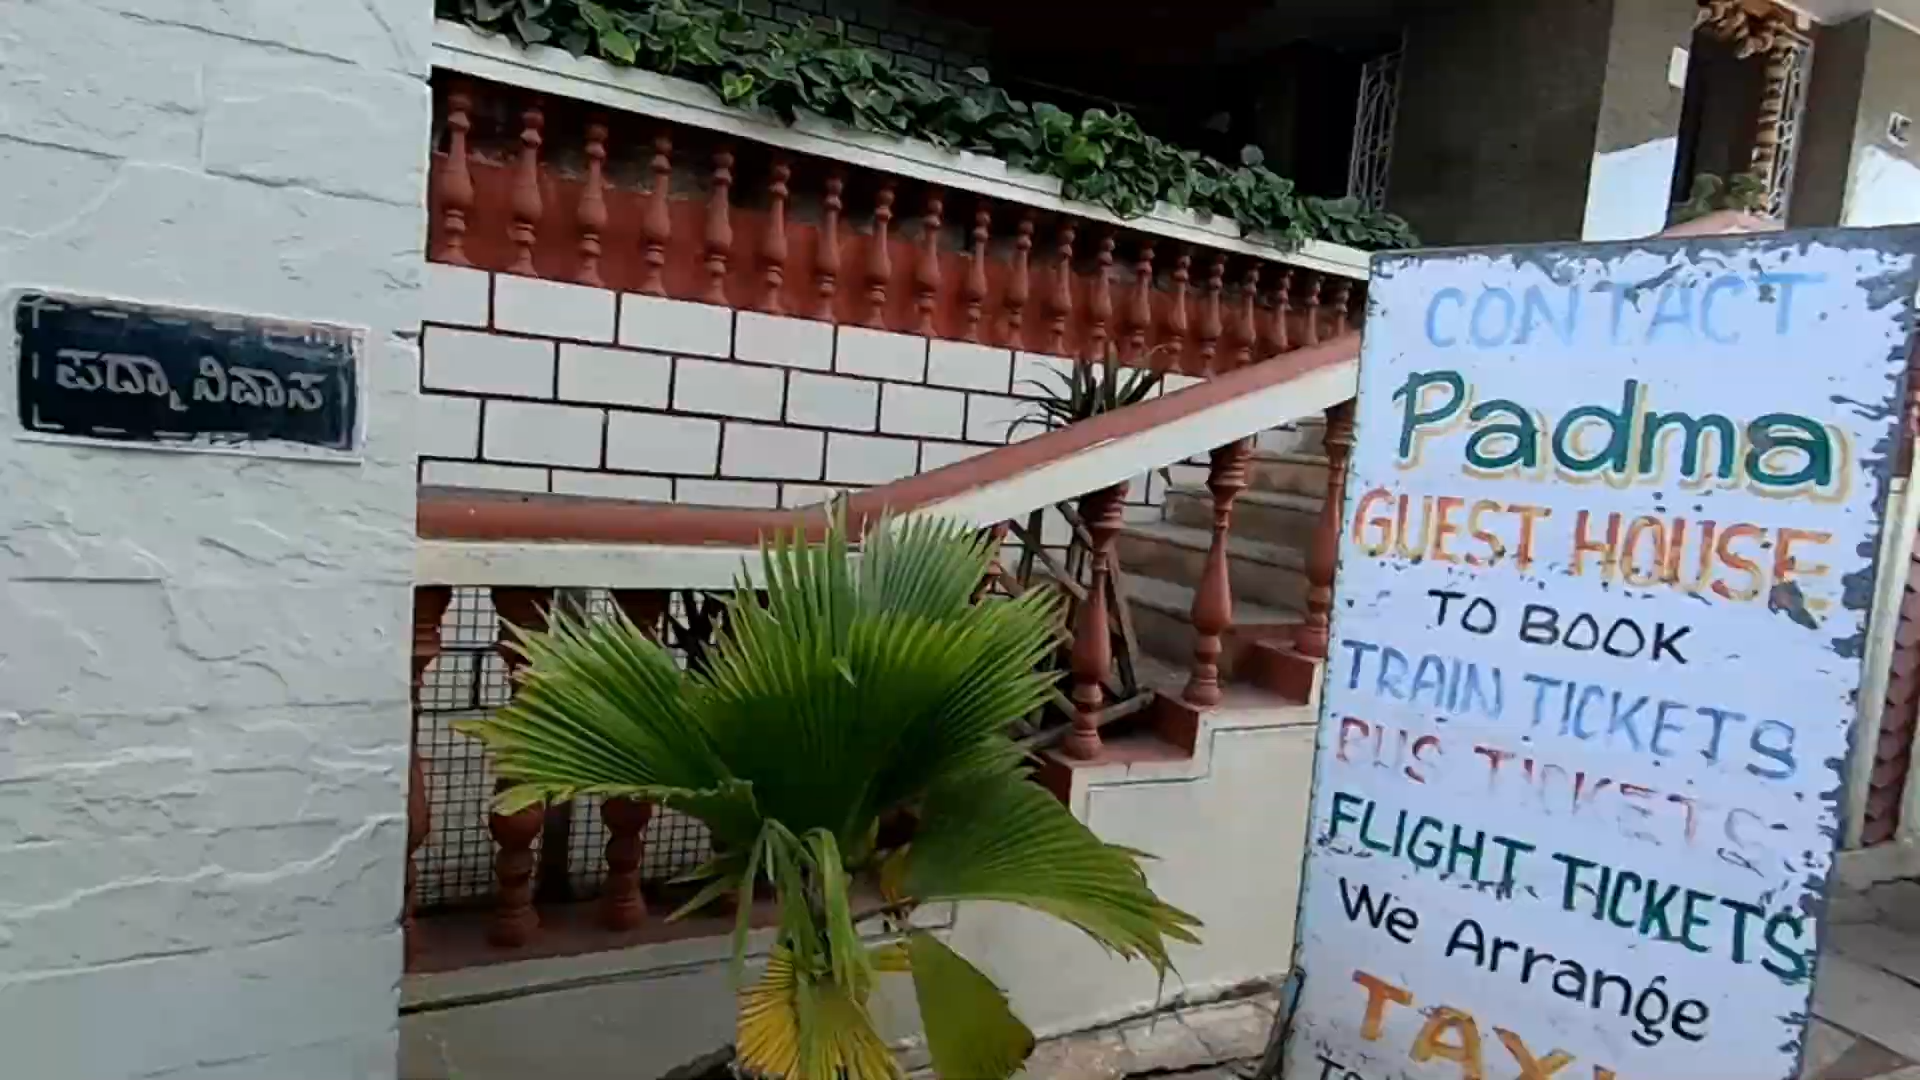 ಪದ್ಮಾ ನಿವಾಸ
CONTACT
Padma
GUEST HOUSE
TO BOOK
TRAIN TICKETS
BUS TICKETS
FLIGHT TICKETS
We Arrange